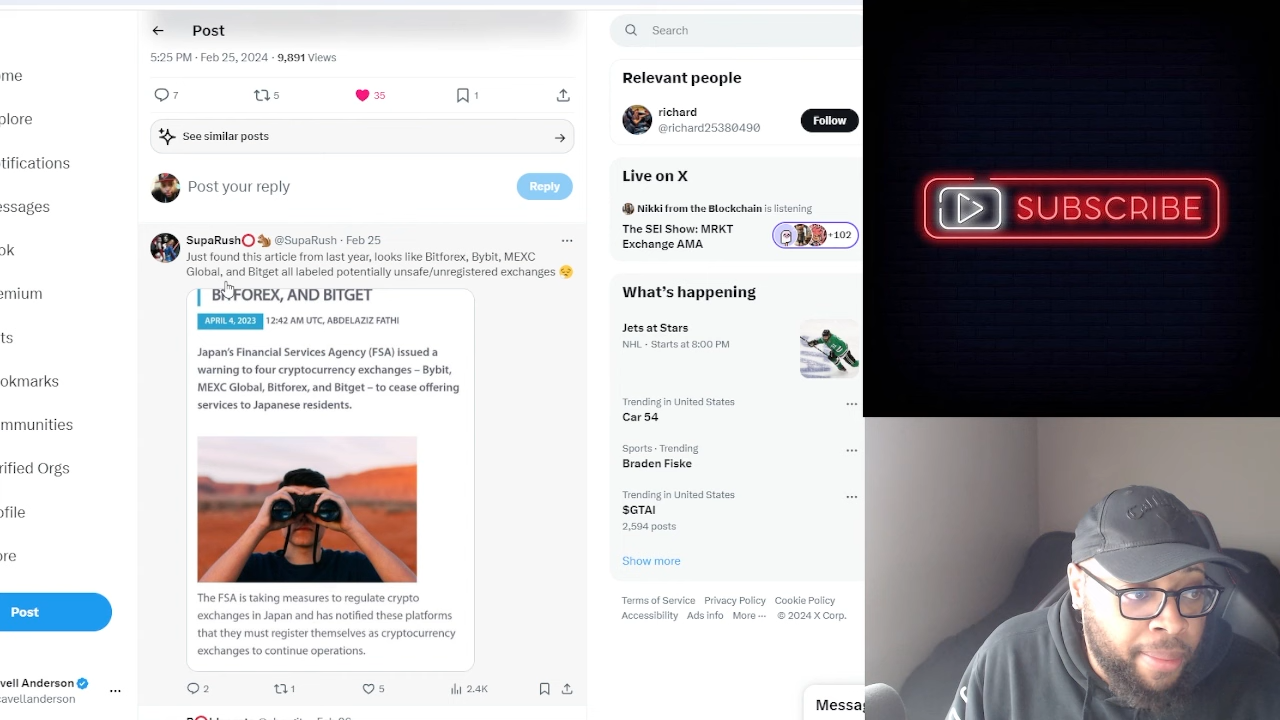 Post
5:25 PM · Feb 25, 2024 · 9,891 Views
7 5 35 1
See similar posts
Post your reply
Reply
SupaRush @SupaRush · Feb 25
Just found this article from last year, looks like Bitforex, Bybit, MEXC
Global, and Bitget all labeled potentially unsafe/unregistered exchanges
BITFOREX, AND BITGET
APRIL 4, 2023 12:42 AM UTC, ABDELAZIZ FATHI
Japan's Financial Services Agency (FSA) issued a
warning to four cryptocurrency exchanges – Bybit,
MEXC Global, Bitforex, and Bitget – to cease offering
services to Japanese residents.
The FSA is taking measures to regulate crypto
exchanges in Japan and has notified these platforms
that they must register themselves as cryptocurrency
exchanges to continue operations.
2 1 5 2.4K
ome
plore
tifications
essages
ok
emium
ts
okmarks
mmunities
rified Orgs
ofile
ore
Post
vell Anderson
cavellanderson
Search
Relevant people
richard
@richard25380490
Follow
Live on X
Nikki from the Blockchain is listening
The SEI Show: MRKT
Exchange AMA
+102
What's happening
Jets at Stars
NHL · Starts at 8:00 PM
Trending in United States
Car 54
Sports · Trending
Braden Fiske
Trending in United States
$GTAI
2,594 posts
Show more
Terms of Service Privacy Policy Cookie Policy
Accessibility Ads info More ··· © 2024 X Corp.
Messag
SUBSCRIBE